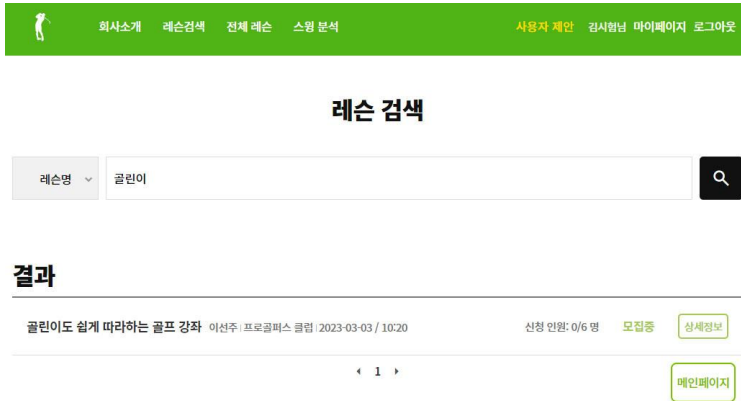 회사소개 레슨검색 전체 레슨 스윙 분석 사용자 제안 김시험님 마이페이지 로그아웃
레슨 검색
레슨명 골린이
결과
골린이도 쉽게 따라하는 골프 강좌 이선주 | 프로골퍼스 클럽 | 2023-03-03 / 10:20 신청 인원: 0/6 명 모집중 상세정보
1
메인페이지